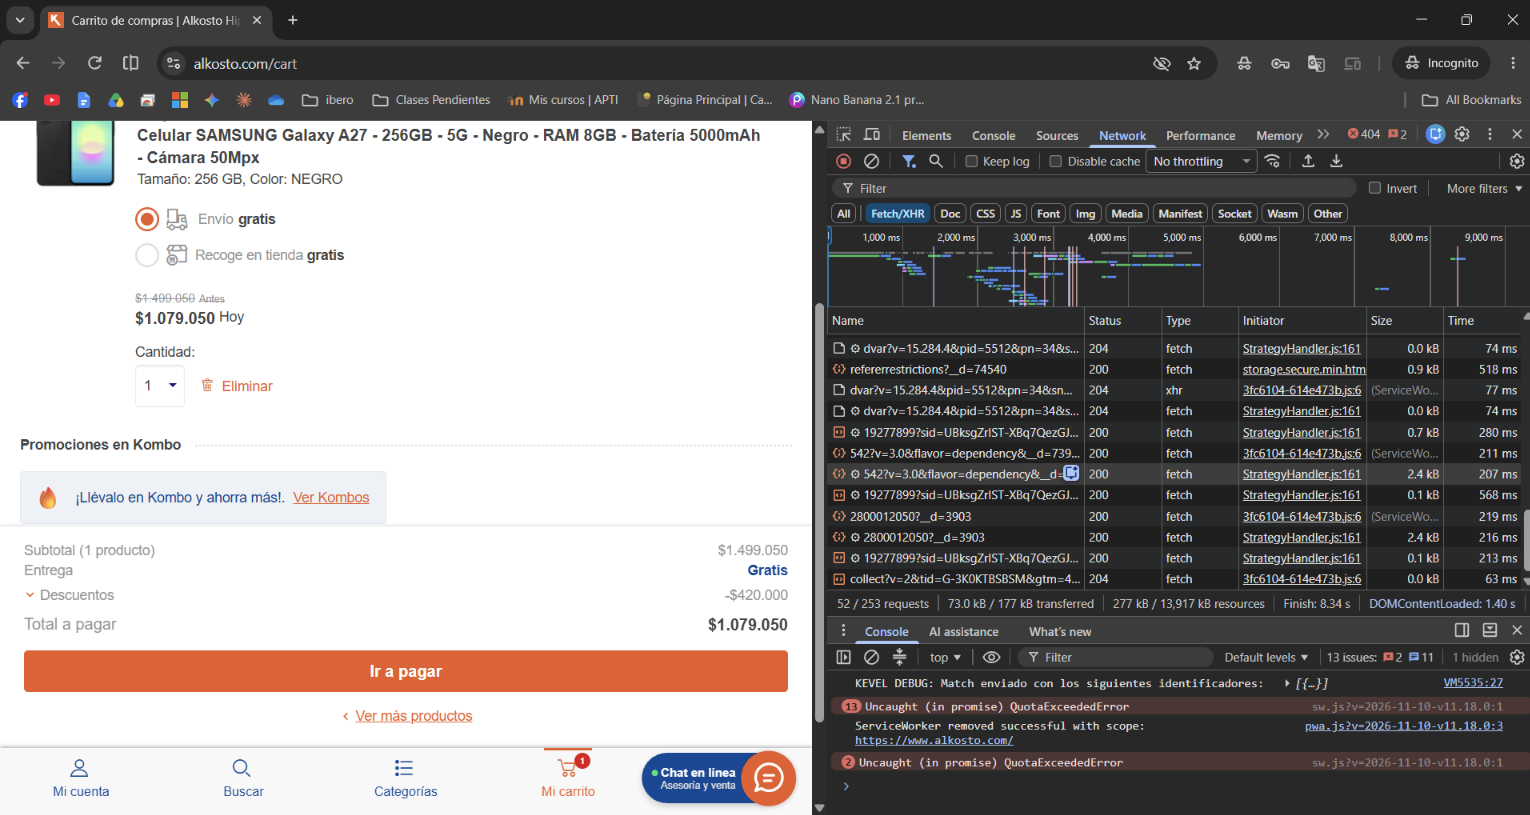 Carrito de compras | Alkosto Hi
alkosto.com/cart
Incognito
ibero
Clases Pendientes
Mis cursos | APTI
Página Principal | Ca...
Nano Banana 2.1 pr...
All Bookmarks
Celular SAMSUNG Galaxy A27 - 256GB - 5G - Negro - RAM 8GB - Batería 5000mAh
- Cámara 50Mpx
Tamaño: 256 GB, Color: NEGRO
Envío gratis
Recoge en tienda gratis
$1.499.050 Antes
$1.079.050 Hoy
Cantidad:
1
Eliminar
Promociones en Kombo
¡Llévalo en Kombo y ahorra más!. Ver Kombos
Subtotal (1 producto) $1.499.050
Entrega Gratis
Descuentos -$420.000
Total a pagar $1.079.050
Ir a pagar
‹ Ver más productos
Mi cuenta
Buscar
Categorías
1
Mi carrito
Chat en línea
Asesoría y venta
Elements Console Sources Network Performance Memory 404 2
Keep log Disable cache No throttling
Filter Invert More filters
All Fetch/XHR Doc CSS JS Font Img Media Manifest Socket Wasm Other
1,000 ms 2,000 ms 3,000 ms 4,000 ms 5,000 ms 6,000 ms 7,000 ms 8,000 ms 9,000 ms
Name Status Type Initiator Size Time
dvar?v=15.284.4&pid=5512&pn=34&s... 204 fetch StrategyHandler.js:161 0.0 kB 74 ms
refererrestrictions?__d=74540 200 fetch storage.secure.min.htm 0.9 kB 518 ms
dvar?v=15.284.4&pid=5512&pn=34&sn... 204 xhr 3fc6104-614e473b.js:6 (ServiceWo... 77 ms
dvar?v=15.284.4&pid=5512&pn=34&s... 204 fetch StrategyHandler.js:161 0.0 kB 74 ms
19277899?sid=UBksgZrlST-XBq7QezGJ... 200 fetch StrategyHandler.js:161 0.7 kB 280 ms
542?v=3.0&flavor=dependency&__d=739... 200 fetch 3fc6104-614e473b.js:6 (ServiceWo... 211 ms
542?v=3.0&flavor=dependency&__d= 200 fetch StrategyHandler.js:161 2.4 kB 207 ms
19277899?sid=UBksgZrlST-XBq7QezGJ... 200 fetch StrategyHandler.js:161 0.1 kB 568 ms
2800012050?__d=3903 200 fetch 3fc6104-614e473b.js:6 (ServiceWo... 219 ms
2800012050?__d=3903 200 fetch StrategyHandler.js:161 2.4 kB 216 ms
19277899?sid=UBksgZrlST-XBq7QezGJ... 200 fetch StrategyHandler.js:161 0.1 kB 213 ms
collect?v=2&tid=G-3K0KTBSBSM&gtm=4... 204 fetch 3fc6104-614e473b.js:6 0.0 kB 63 ms
52 / 253 requests 73.0 kB / 177 kB transferred 277 kB / 13,917 kB resources Finish: 8.34 s DOMContentLoaded: 1.40 s
Console AI assistance What's new
top Filter Default levels 13 issues: 2 11 1 hidden
KEVEL DEBUG: Match enviado con los siguientes identificadores: [{…}] VM5535:27
13 Uncaught (in promise) QuotaExceededError sw.js?v=2026-11-10-v11.18.0:1
ServiceWorker removed successful with scope: pwa.js?v=2026-11-10-v11.18.0:3
https://www.alkosto.com/
2 Uncaught (in promise) QuotaExceededError sw.js?v=2026-11-10-v11.18.0:1